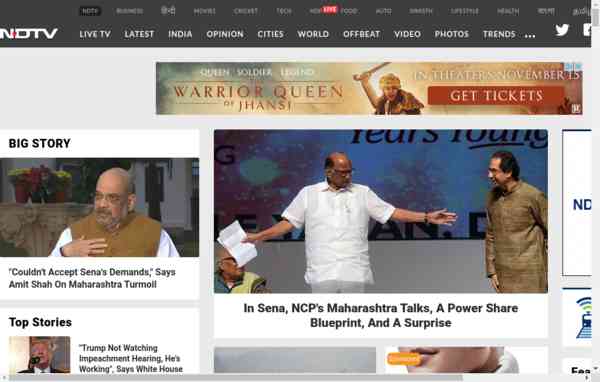 NDTV BUSINESS हिन्दी MOVIES CRICKET TECH HOP LIVE FOOD AUTO SWASTH LIFESTYLE HEALTH বাংলা தமிழ்
NDTV
LIVE TV LATEST INDIA OPINION CITIES WORLD OFFBEAT VIDEO PHOTOS TRENDS ...
QUEEN SOLDIER LEGEND
WARRIOR QUEEN
OF JHANSI
IN THEATERS NOVEMBER 15
GET TICKETS
BIG STORY
"Couldn't Accept Sena's Demands," Says
Amit Shah On Maharashtra Turmoil
Years Young
In Sena, NCP's Maharashtra Talks, A Power Share
Blueprint, And A Surprise
ND
Top Stories
"Trump Not Watching
Impeachment Hearing, He's
Working", Says White House
Sponsored
Fea